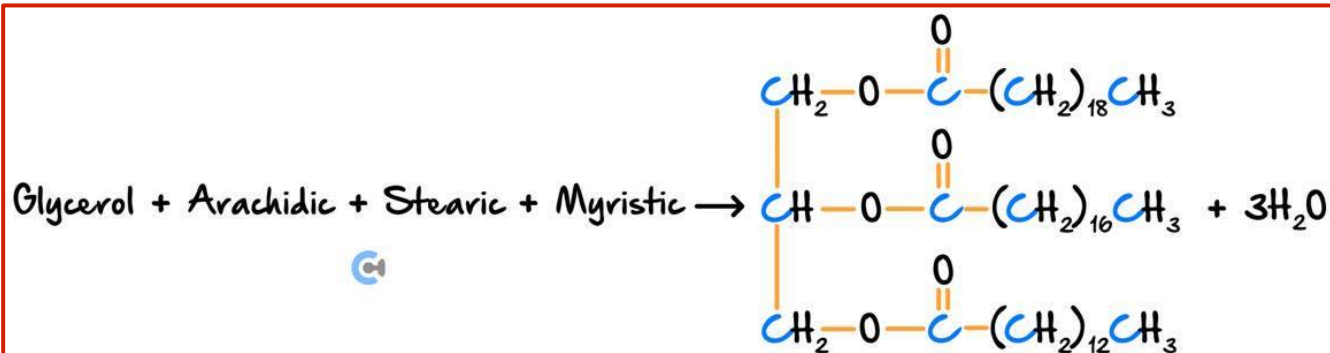 O
CH₂—O—C—(CH₂)₁₈CH₃
O
Glycerol + Arachidic + Stearic + Myristic → CH—O—C—(CH₂)₁₆CH₃ + 3H₂O
O
CH₂—O—C—(CH₂)₁₂CH₃